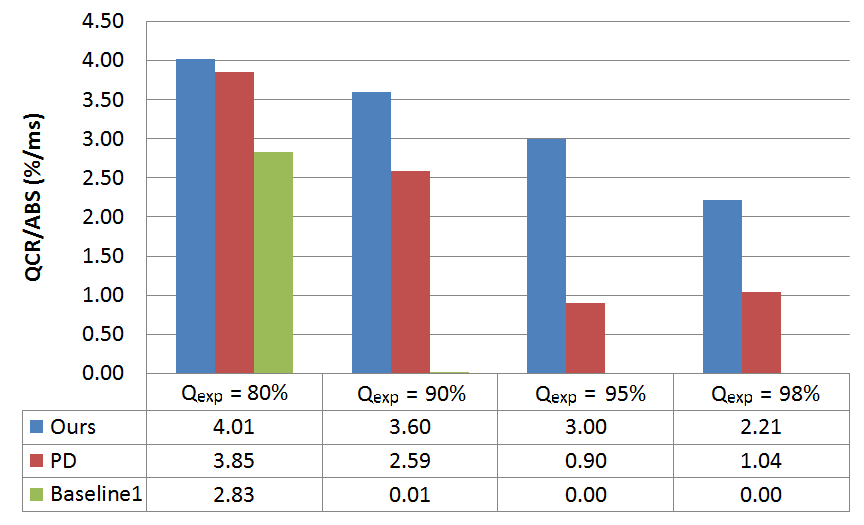 4.50
4.00
3.50
3.00
2.50
2.00
1.50
1.00
0.50
0.00
QCR/ABS (%/ms)
Qexp = 80% Qexp = 90% Qexp = 95% Qexp = 98%
Ours 4.01 3.60 3.00 2.21
PD 3.85 2.59 0.90 1.04
Baseline1 2.83 0.01 0.00 0.00